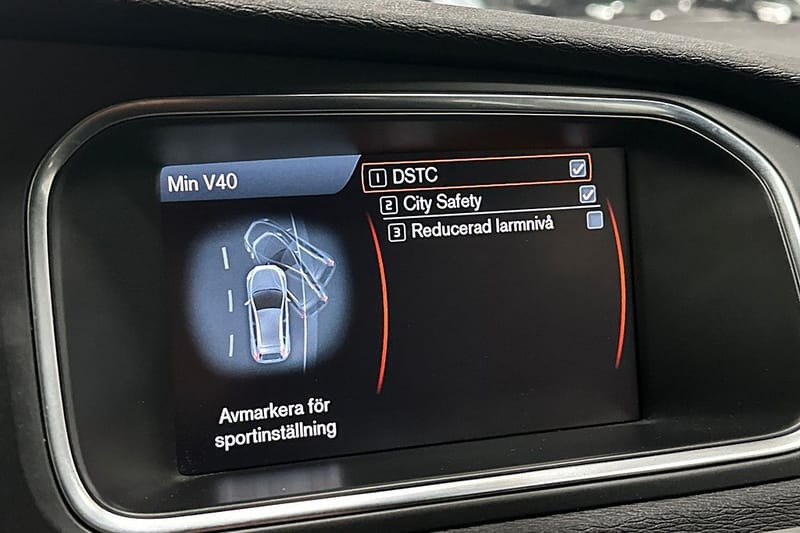 Min V40
1 DSTC
2 City Safety
3 Reducerad larmnivå
Avmarkera för
sportinställning